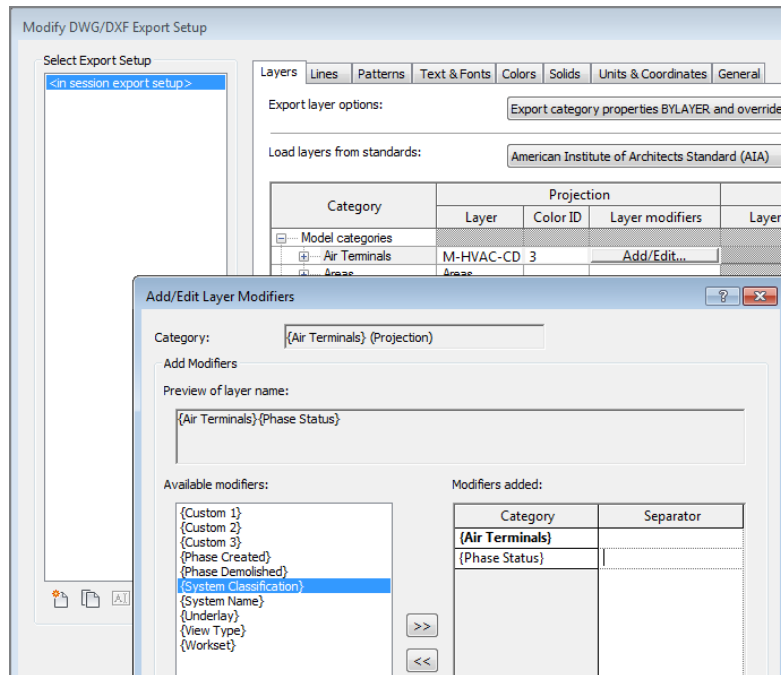 Modify DWG/DXF Export Setup
Select Export Setup
<in session export setup>
Layers Lines Patterns Text & Fonts Colors Solids Units & Coordinates General
Export layer options:
Export category properties BYLAYER and override
Load layers from standards:
American Institute of Architects Standard (AIA)
Category
Projection
Layer Color ID Layer modifiers Layer
Model categories
Air Terminals M-HVAC-CD 3 Add/Edit...
Areas Areas
Add/Edit Layer Modifiers
Category:
{Air Terminals} (Projection)
Add Modifiers
Preview of layer name:
{Air Terminals}{Phase Status}
Available modifiers:
{Custom 1}
{Custom 2}
{Custom 3}
{Phase Created}
{Phase Demolished}
{System Classification}
{System Name}
{Underlay}
{View Type}
{Workset}
>>
<<
Modifiers added:
Category Separator
{Air Terminals}
{Phase Status}